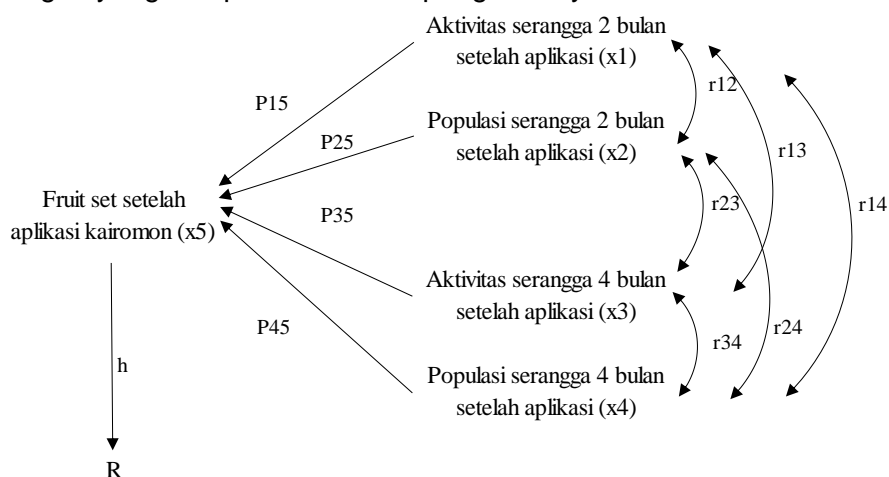 Aktivitas serangga 2 bulan
setelah aplikasi (x1)
P15
r12
Populasi serangga 2 bulan
setelah aplikasi (x2)
P25
r13
Fruit set setelah
aplikasi kairomon (x5)
P35
r23
r14
Aktivitas serangga 4 bulan
setelah aplikasi (x3)
P45
r34
r24
Populasi serangga 4 bulan
setelah aplikasi (x4)
h
R